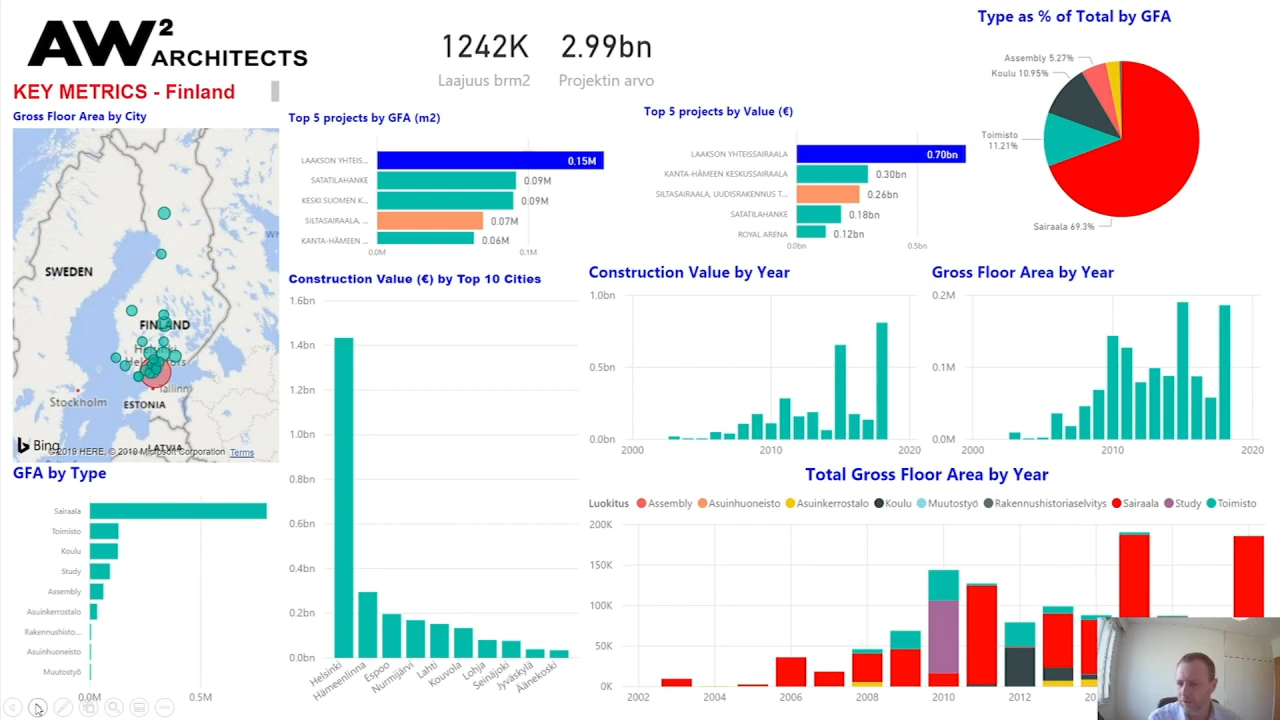 AW² ARCHITECTS
KEY METRICS - Finland
1242K
Laajuus brm2
2.99bn
Projektin arvo
Type as % of Total by GFA
Assembly 5.27%
Koulu 10.95%
Toimisto
11.21%
Sairaala 69.3%
Gross Floor Area by City
SWEDEN
FINLAND
Helsinki
Tallinn
Stockholm
ESTONIA
LATVIA
Bing
© 2019 HERE, © 2019 Microsoft Corporation Terms
Top 5 projects by GFA (m2)
LAAKSON YHTEIS... 0.15M
SATATILAHANKE 0.09M
KESKI SUOMEN K... 0.09M
SILTASAIRAALA, ... 0.07M
KANTA-HÄMEEN ... 0.06M
0.0M 0.1M
Top 5 projects by Value (€)
LAAKSON YHTEISSAIRAALA 0.70bn
KANTA-HÄMEEN KESKUSSAIRAALA 0.30bn
SILTASAIRAALA, UUDISRAKENNUS T... 0.26bn
SATATILAHANKE 0.18bn
ROYAL ARENA 0.12bn
0.0bn 0.5bn
Construction Value (€) by Top 10 Cities
1.6bn
1.4bn
1.2bn
1.0bn
0.8bn
0.6bn
0.4bn
0.2bn
0.0bn
Helsinki
Hämeenlinna
Espoo
Nurmijärvi
Lahti
Kouvola
Lohja
Seinäjoki
Jyväskylä
Äänekoski
Construction Value by Year
1.0bn
0.5bn
0.0bn
2000 2010 2020
Gross Floor Area by Year
0.2M
0.1M
0.0M
2000 2010 2020
GFA by Type
Sairaala
Toimisto
Koulu
Study
Assembly
Asuinkerrostalo
Rakennushisto...
Asuinhuoneisto
Muutostyö
0.0M 0.5M
Total Gross Floor Area by Year
Luokitus Assembly Asuinhuoneisto Asuinkerrostalo Koulu Muutostyö Rakennushistoriaselvitys Sairaala Study Toimisto
200K
150K
100K
50K
0K
2002 2004 2006 2008 2010 2012